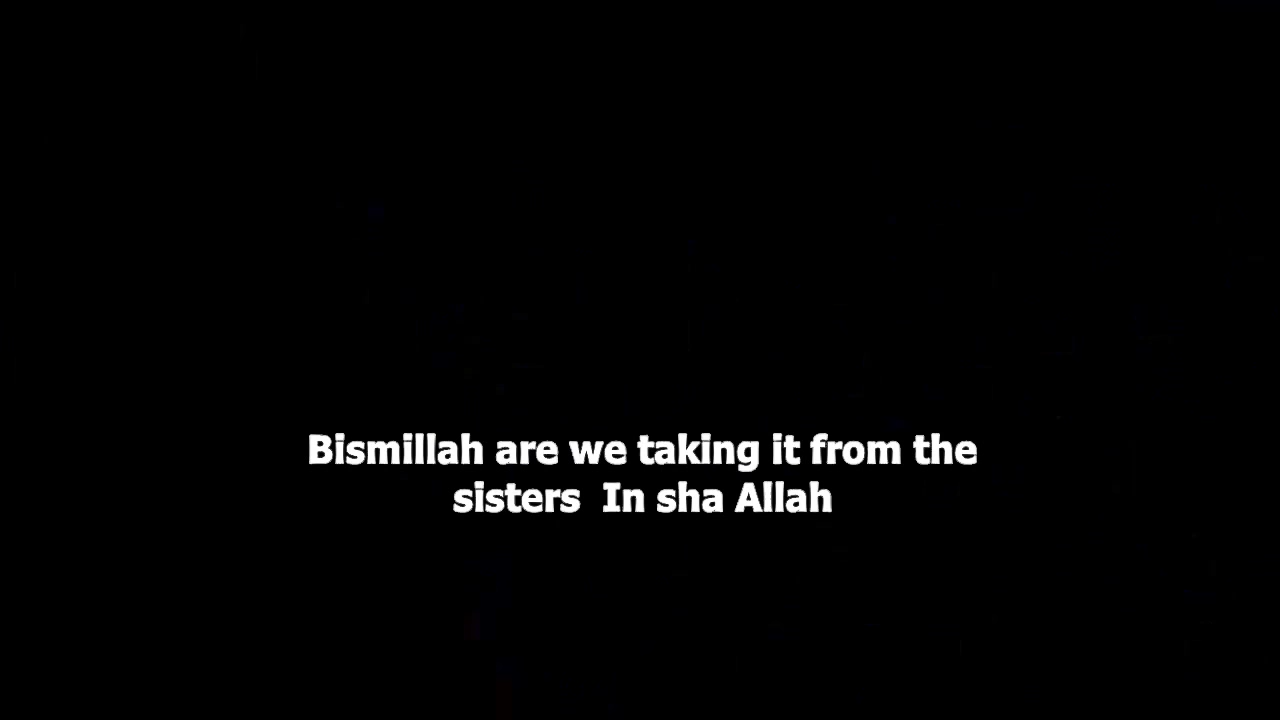 Bismillah are we taking it from the
sisters  In sha Allah